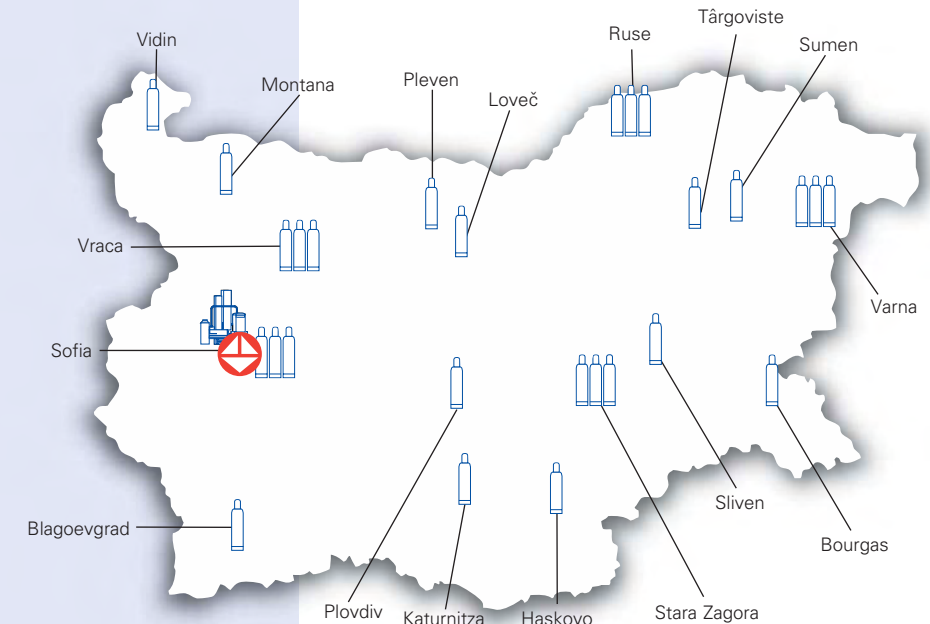 Vidin
Montana
Pleven
Loveč
Ruse
Târgoviste
Sumen
Vraca
Varna
Sofia
Blagoevgrad
Plovdiv
Katurnitza
Haskovo
Stara Zagora
Sliven
Bourgas